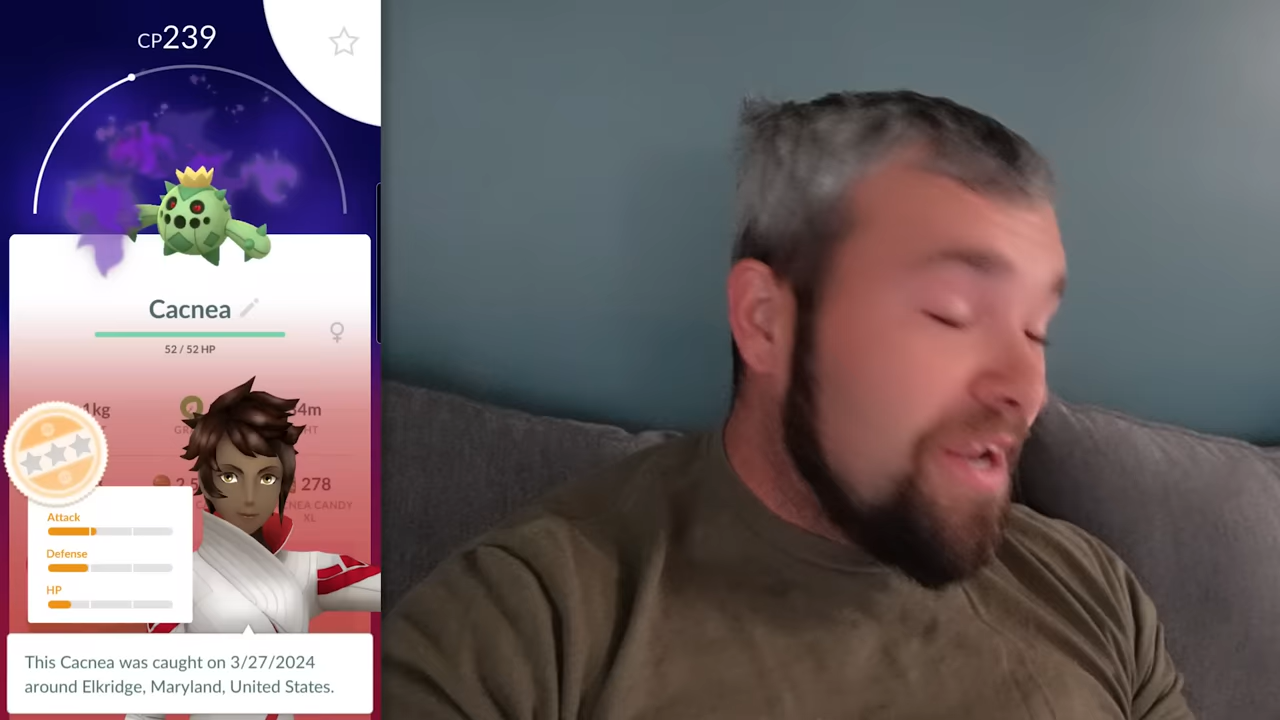 CP239
Cacnea
52 / 52 HP
278
XL
Attack
Defense
HP
This Cacnea was caught on 3/27/2024
around Elkridge, Maryland, United States.